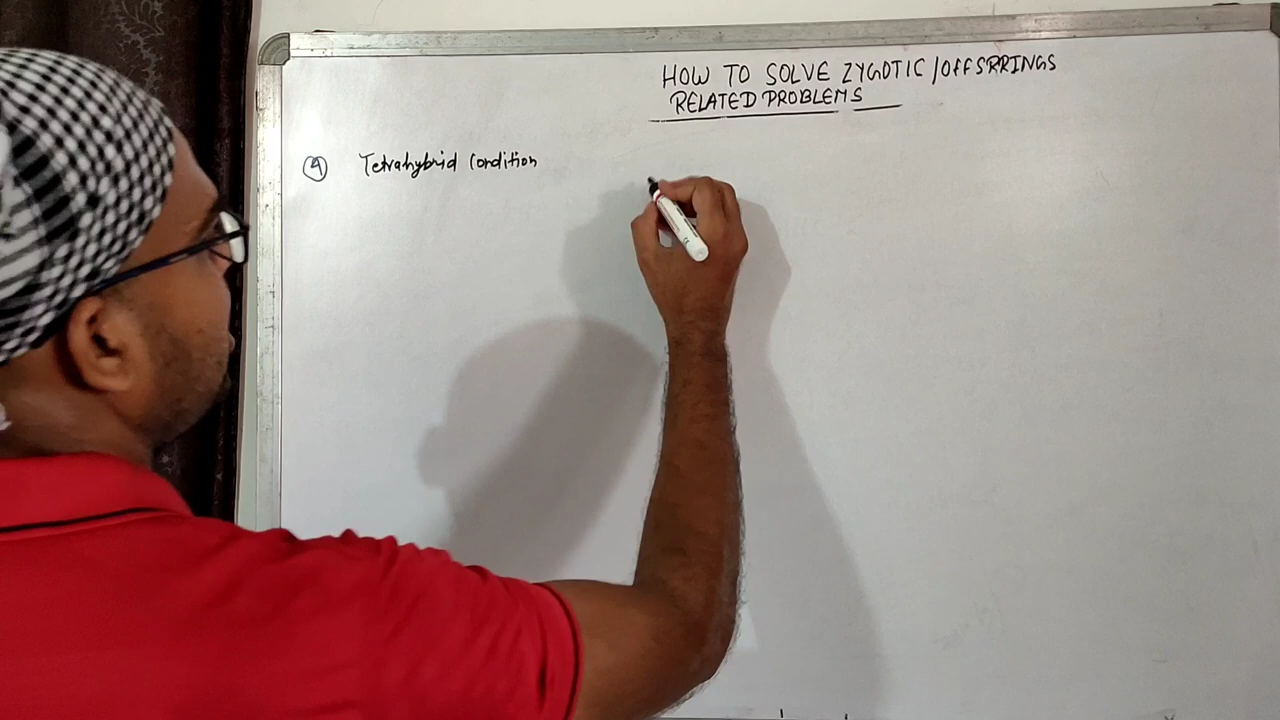 HOW TO SOLVE ZYGOTIC/OFFSRRINGS
RELATED PROBLEMS
④ Tetrahybrid Condition